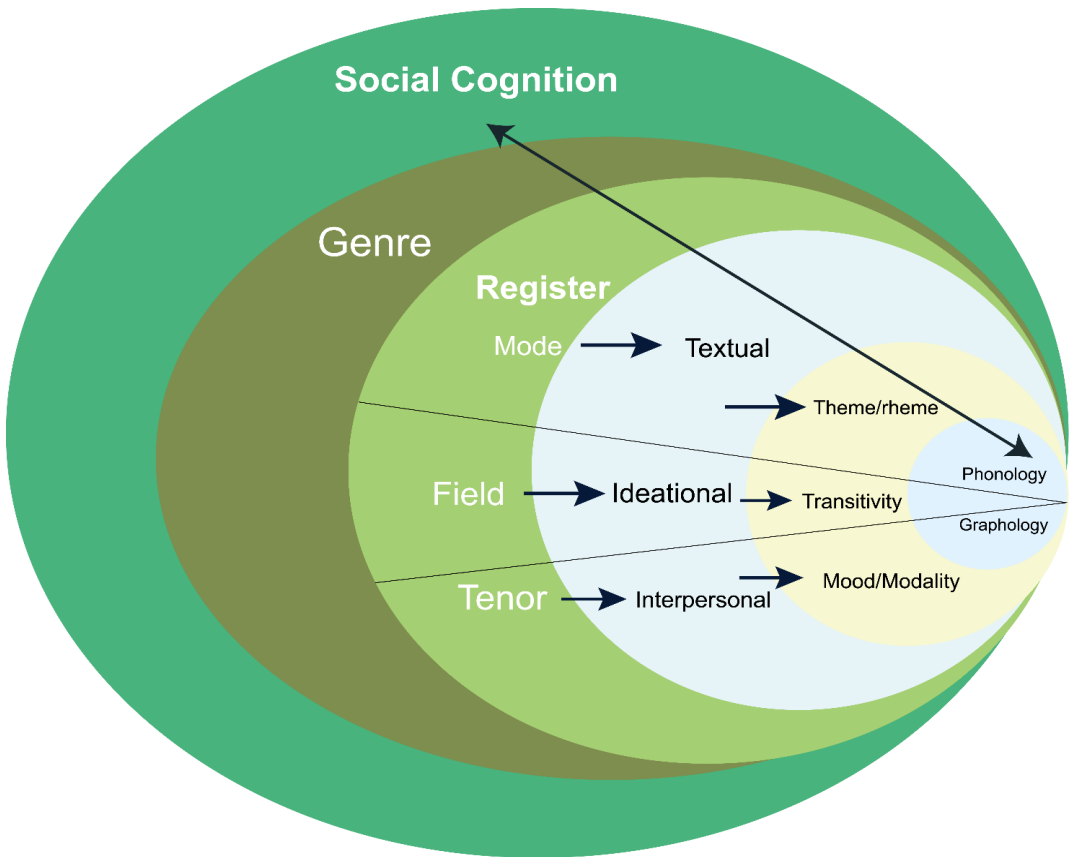 Social Cognition
Genre
Register
Mode
Textual
Theme/rheme
Phonology
Field
Ideational
Transitivity
Graphology
Tenor
Interpersonal
Mood/Modality